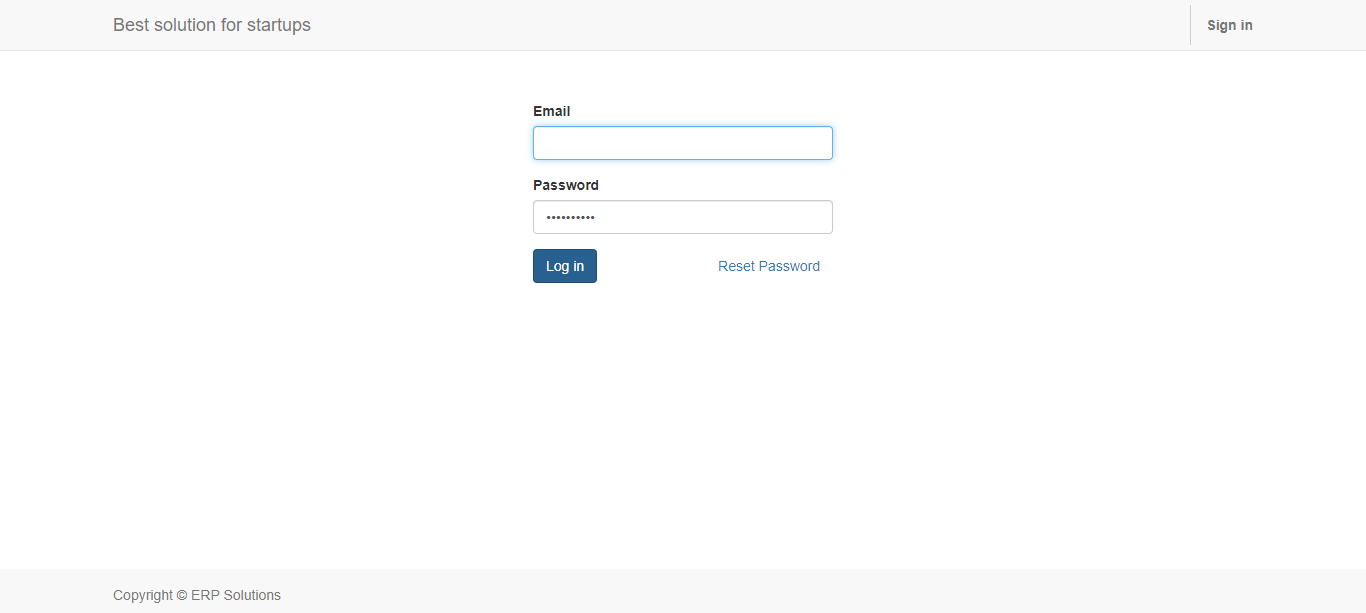 Best solution for startups
Sign in
Email
Password
••••••••••
Log in
Reset Password
Copyright © ERP Solutions